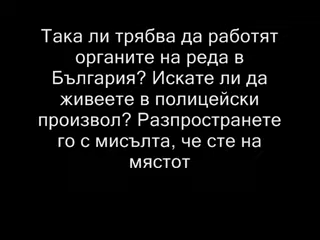 Така ли трябва да работят
органите на реда в
България? Искате ли да
живеете в полицейски
произвол? Разпространете
го с мисълта, че сте на
мястот